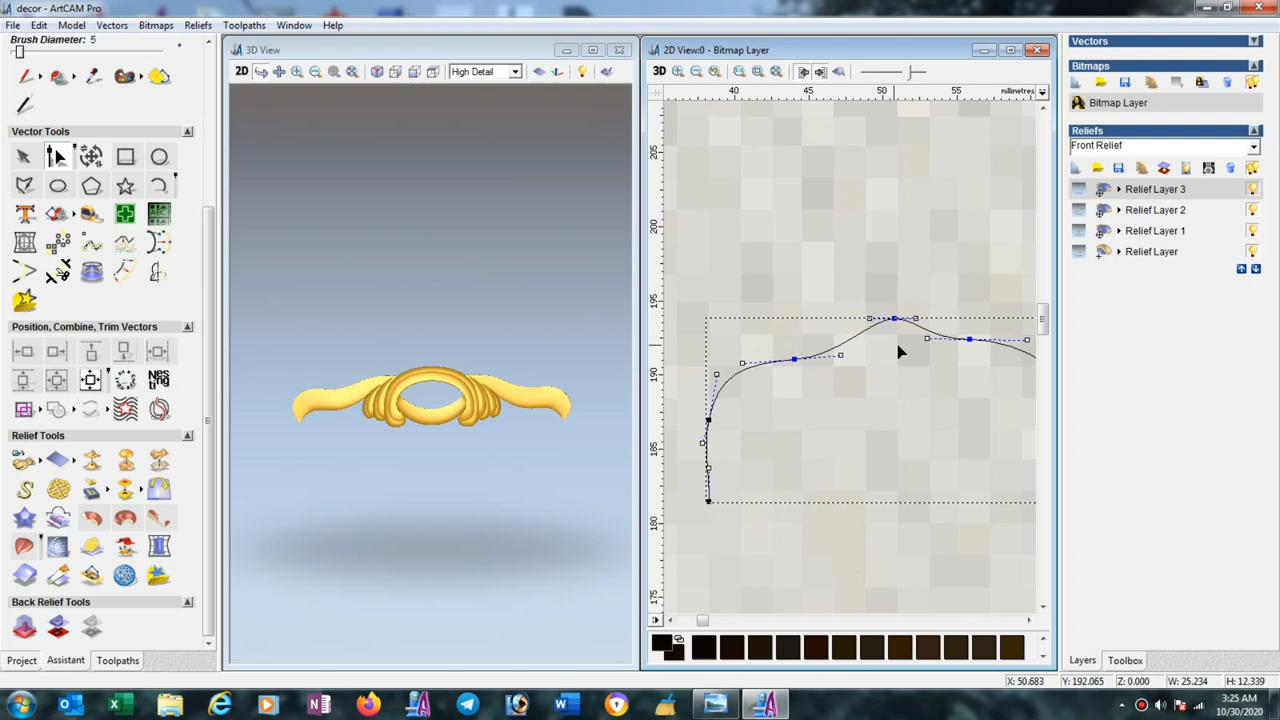 decor - ArtCAM Pro
File Edit Model Vectors Bitmaps Reliefs Toolpaths Window Help
Brush Diameter: 5
Vector Tools
Position, Combine, Trim Vectors
Relief Tools
Back Relief Tools
Project Assistant Toolpaths
3D View
2D High Detail
2D View:0 - Bitmap Layer
3D
40 45 50 55 millimetres
205
200
195
190
185
180
175
Vectors
Bitmaps
Bitmap Layer
Reliefs
Front Relief
Relief Layer 3
Relief Layer 2
Relief Layer 1
Relief Layer
Layers Toolbox
X: 50.683 Y: 192.065 Z: 0.000 W: 25.234 H: 12.339
3:25 AM
10/30/2020